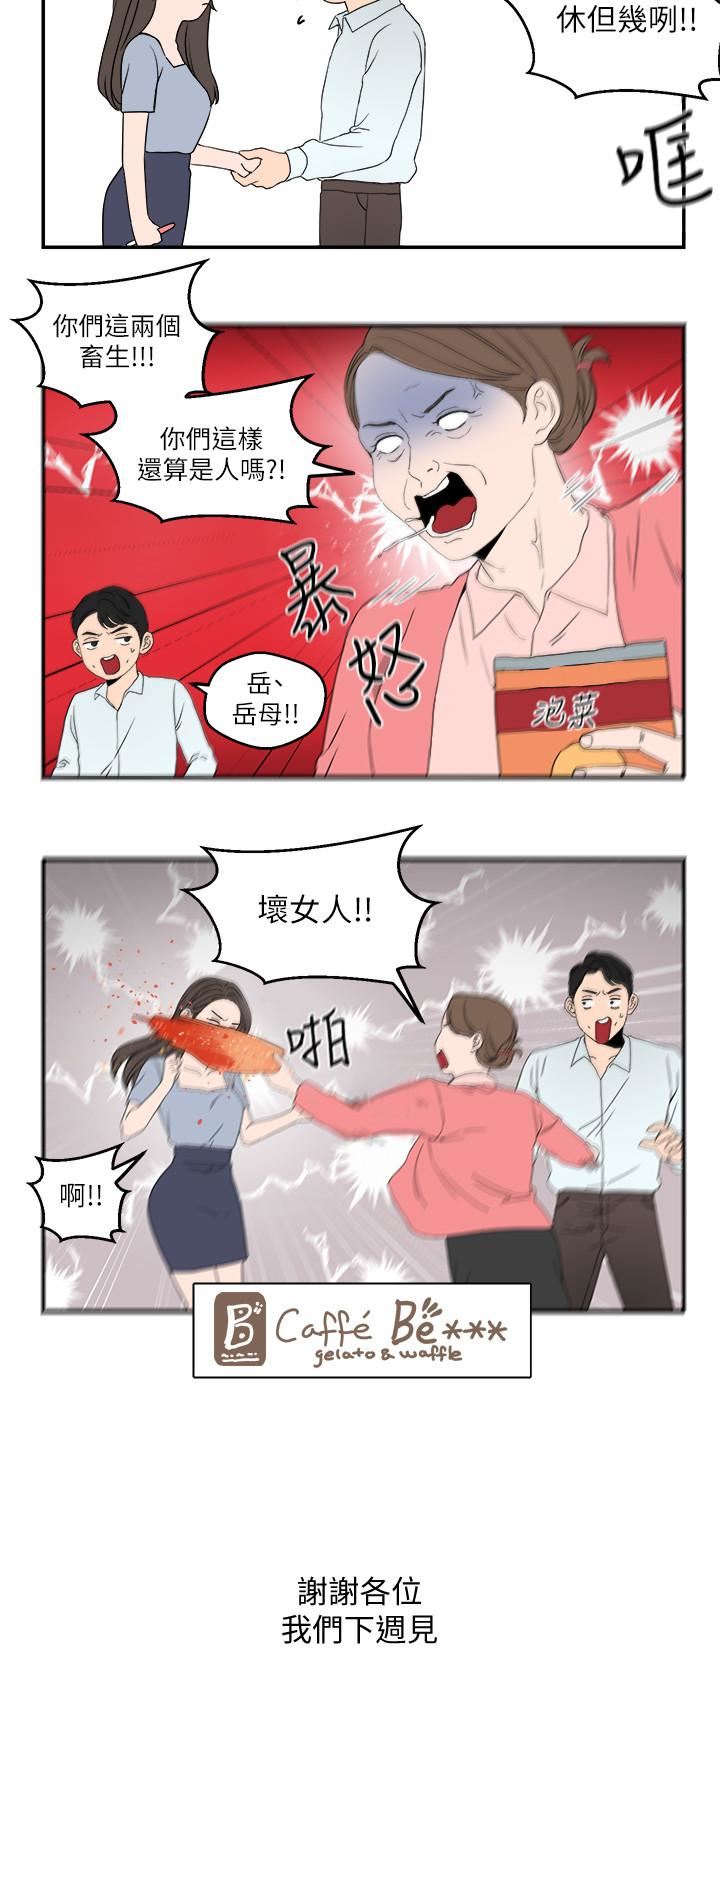 休但幾咧!!
哐
你們這兩個
畜生!!!
你們這樣
還算是人嗎?!
暴怒
岳、
岳母!!
泡菜
壞女人!!
啪
啊!!
B Caffé Be***
gelato & waffle
謝謝各位
我們下週見